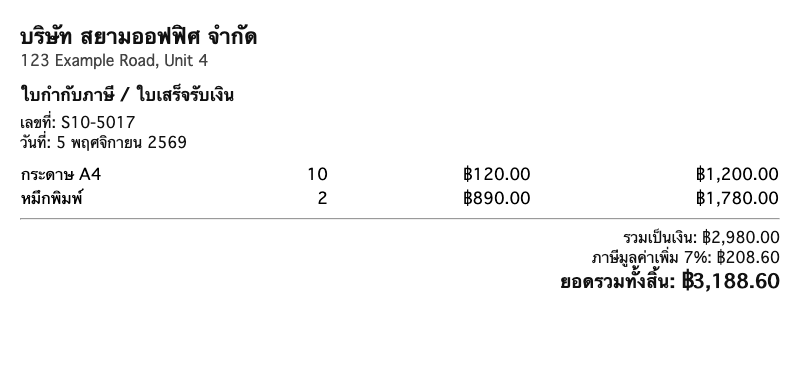 บริษัท สยามออฟฟิศ จำกัด
123 Example Road, Unit 4
ใบกำกับภาษี / ใบเสร็จรับเงิน
เลขที่: S10-5017
วันที่: 5 พฤศจิกายน 2569
กระดาษ A4 10 ฿120.00 ฿1,200.00
หมึกพิมพ์ 2 ฿890.00 ฿1,780.00
รวมเป็นเงิน: ฿2,980.00
ภาษีมูลค่าเพิ่ม 7%: ฿208.60
ยอดรวมทั้งสิ้น: ฿3,188.60